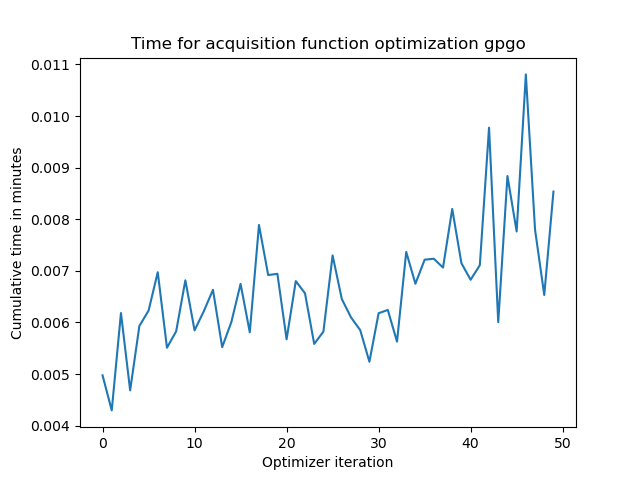 Time for acquisition function optimization gpgo
0.011
0.010
0.009
0.008
0.007
0.006
0.005
0.004
Cumulative time in minutes
0 10 20 30 40 50
Optimizer iteration